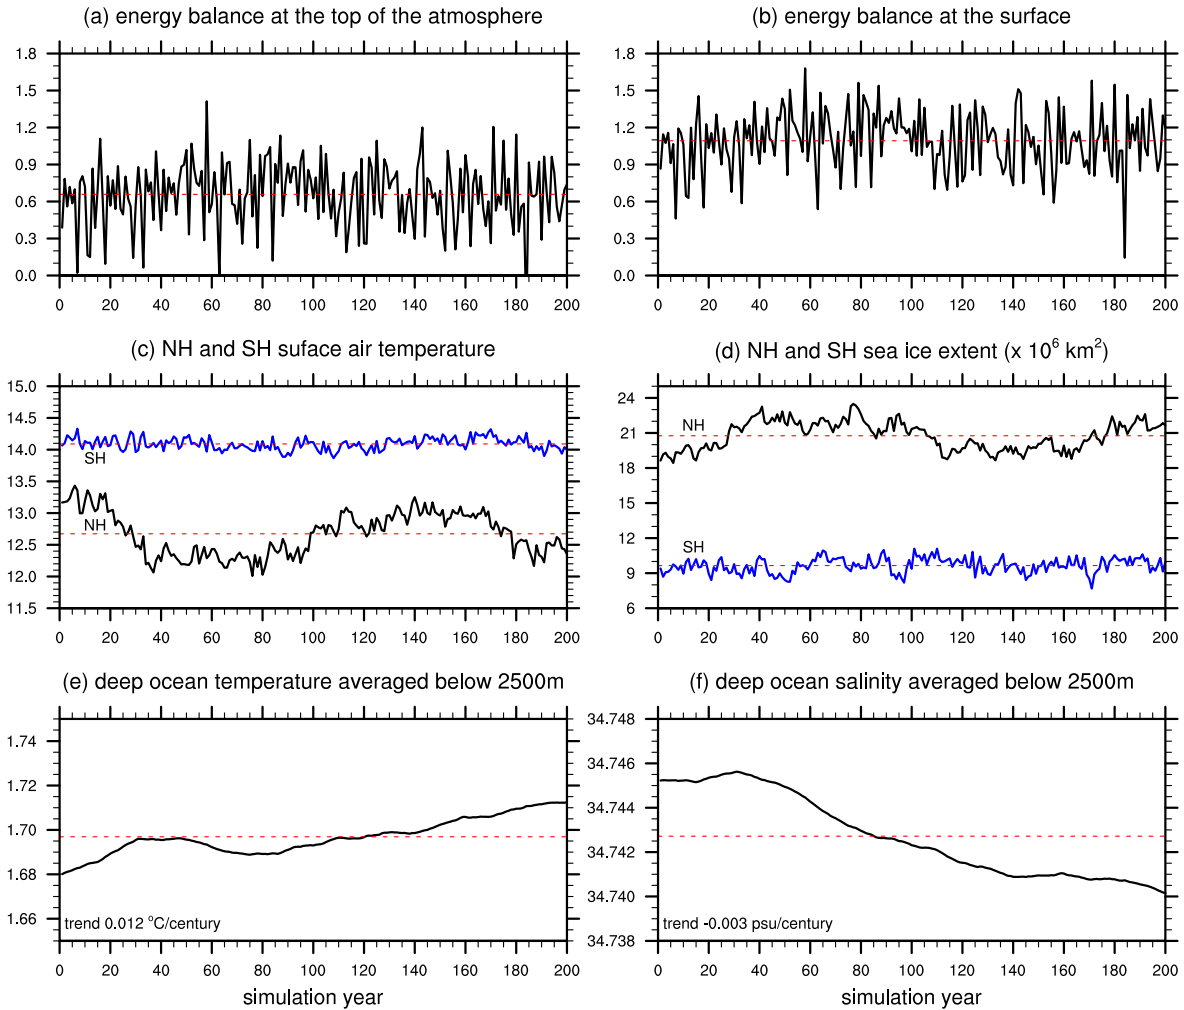 (a) energy balance at the top of the atmosphere
1.8
1.5
1.2
0.9
0.6
0.3
0.0
0 20 40 60 80 100 120 140 160 180 200
(b) energy balance at the surface
1.8
1.5
1.2
0.9
0.6
0.3
0.0
0 20 40 60 80 100 120 140 160 180 200
(c) NH and SH suface air temperature
15.0
14.5
14.0
13.5
13.0
12.5
12.0
11.5
SH
NH
0 20 40 60 80 100 120 140 160 180 200
(d) NH and SH sea ice extent (x 10⁶ km²)
24
21
18
15
12
9
6
NH
SH
0 20 40 60 80 100 120 140 160 180 200
(e) deep ocean temperature averaged below 2500m
1.74
1.72
1.70
1.68
1.66
trend 0.012 °C/century
0 20 40 60 80 100 120 140 160 180 200
simulation year
(f) deep ocean salinity averaged below 2500m
34.748
34.746
34.744
34.742
34.740
34.738
trend -0.003 psu/century
0 20 40 60 80 100 120 140 160 180 200
simulation year